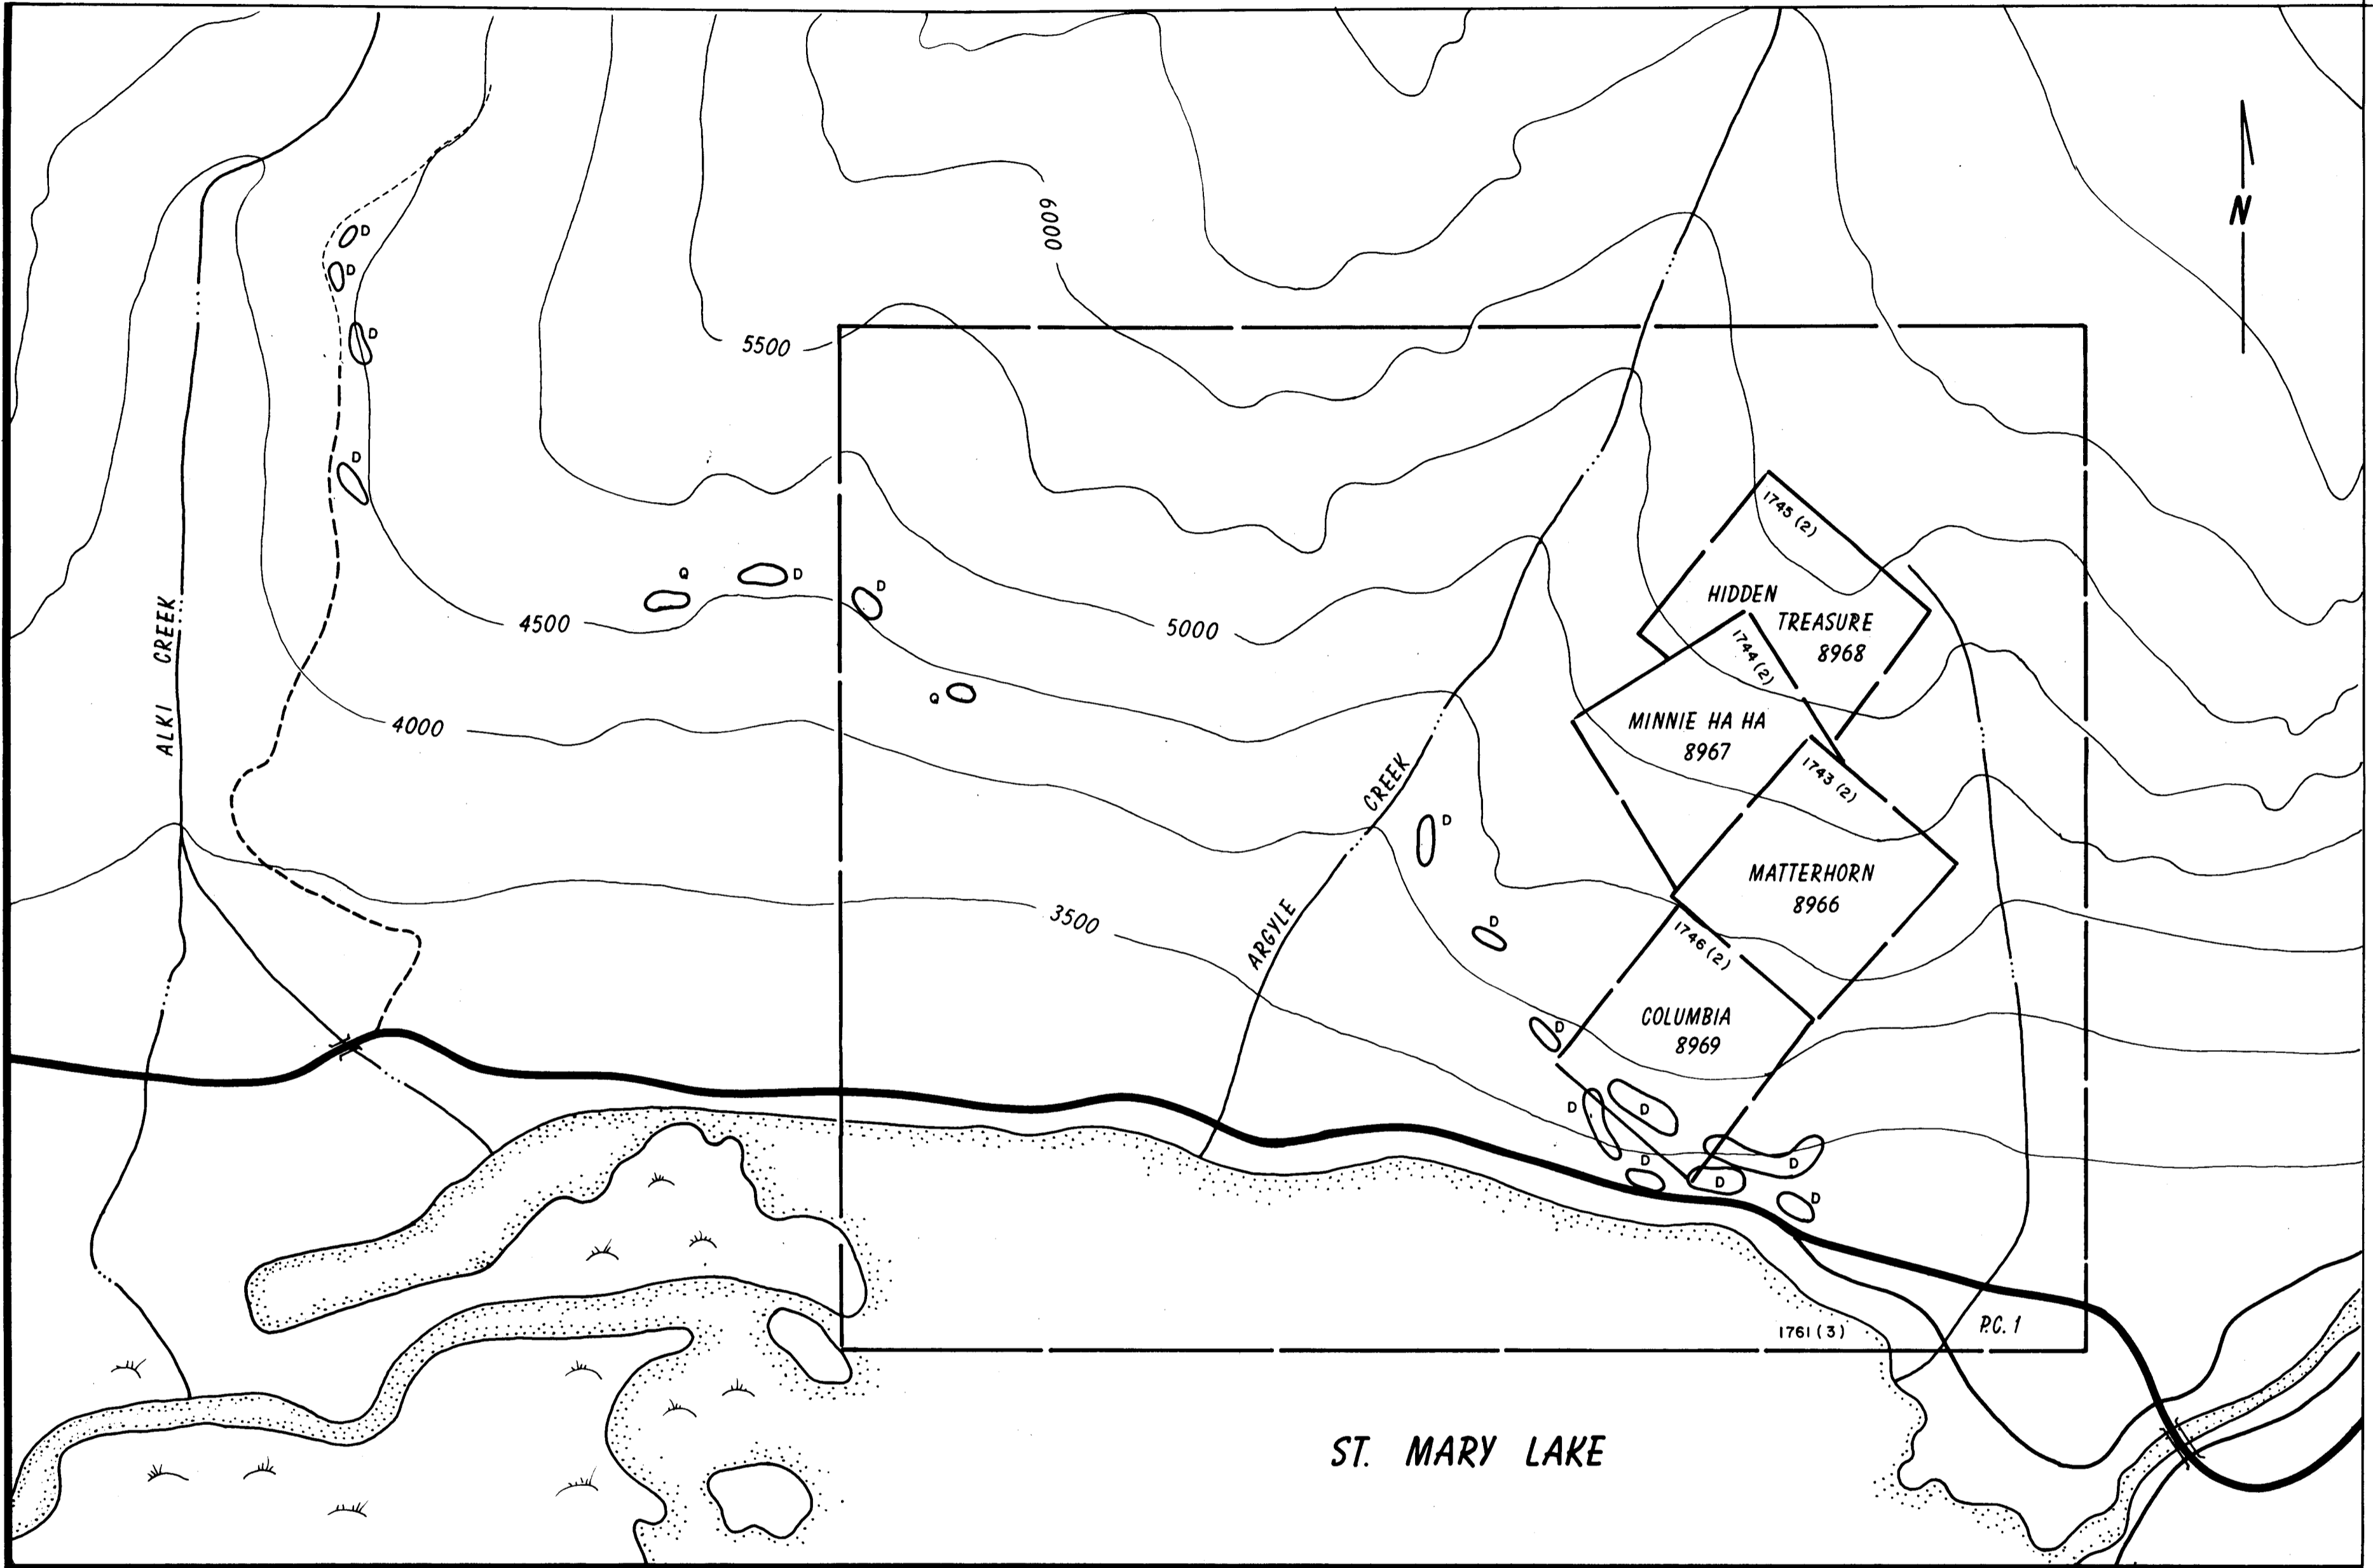 N
6000
5500
D
D
D
D
Q
D
D
4500
5000
Q
4000
ALKI CREEK
1745 (2)
HIDDEN
TREASURE
8968
1744 (2)
MINNIE HA HA
8967
1743 (2)
MATTERHORN
8966
ARGYLE CREEK
D
D
3500
1746 (2)
COLUMBIA
8969
D
D
D
D
D
D
D
1761 (3)
P.C. 1
ST. MARY LAKE